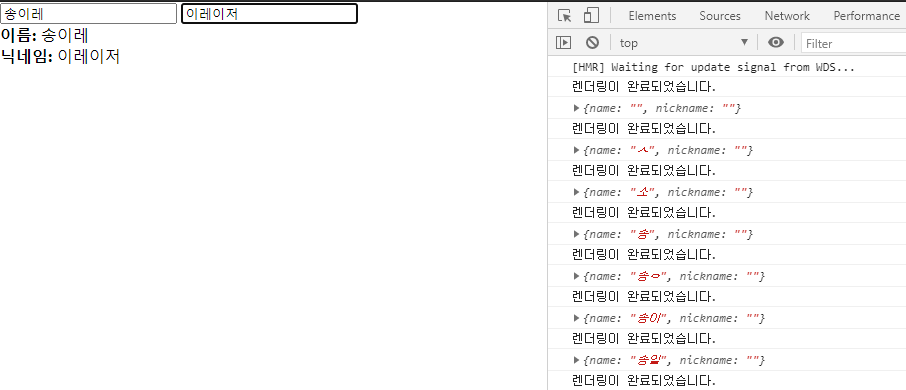 송이레 이레이저
이름: 송이레
닉네임: 이레이저
Elements Sources Network Performance
top Filter
[HMR] Waiting for update signal from WDS...
렌더링이 완료되었습니다.
{name: "", nickname: ""}
렌더링이 완료되었습니다.
{name: "ㅅ", nickname: ""}
렌더링이 완료되었습니다.
{name: "소", nickname: ""}
렌더링이 완료되었습니다.
{name: "송", nickname: ""}
렌더링이 완료되었습니다.
{name: "송ㅇ", nickname: ""}
렌더링이 완료되었습니다.
{name: "송이", nickname: ""}
렌더링이 완료되었습니다.
{name: "송일", nickname: ""}
렌더링이 완료되었습니다.